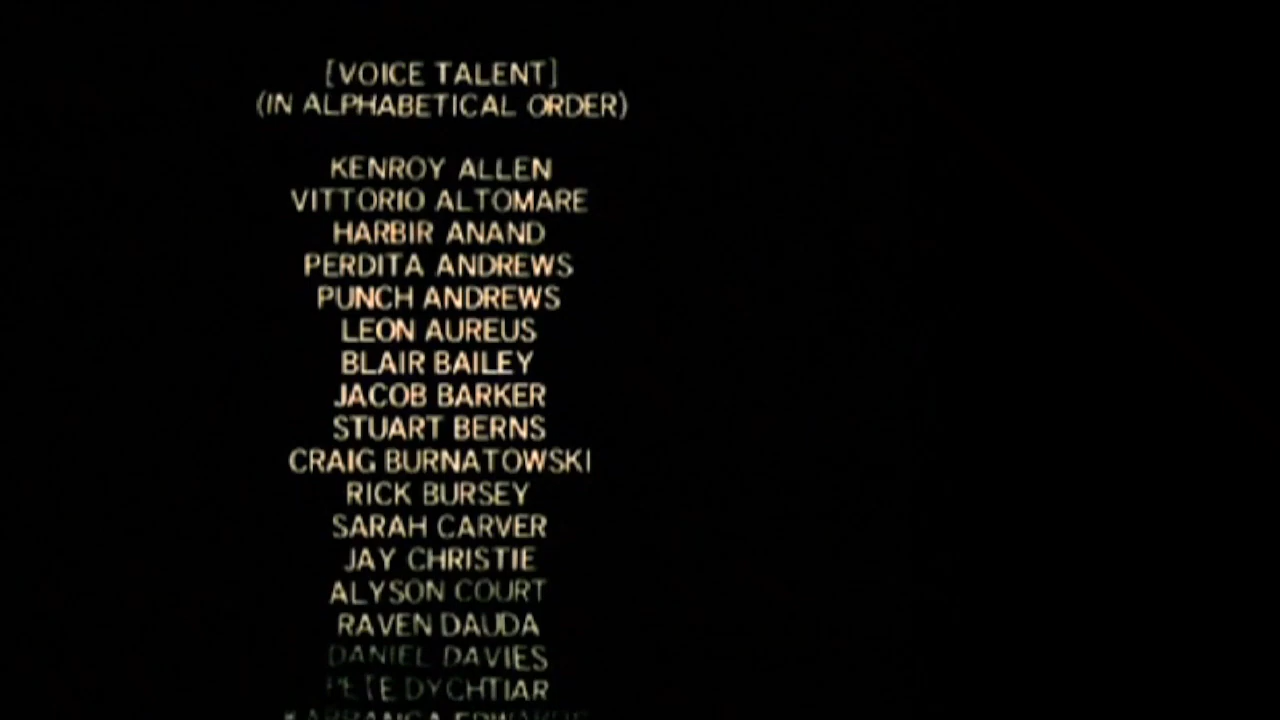 [VOICE TALENT]
(IN ALPHABETICAL ORDER)
KENROY ALLEN
VITTORIO ALTOMARE
HARBIR ANAND
PERDITA ANDREWS
PUNCH ANDREWS
LEON AUREUS
BLAIR BAILEY
JACOB BARKER
STUART BERNS
CRAIG BURNATOWSKI
RICK BURSEY
SARAH CARVER
JAY CHRISTIE
ALYSON COURT
RAVEN DAUDA
DANIEL DAVIES
PETE DYCHTIAR